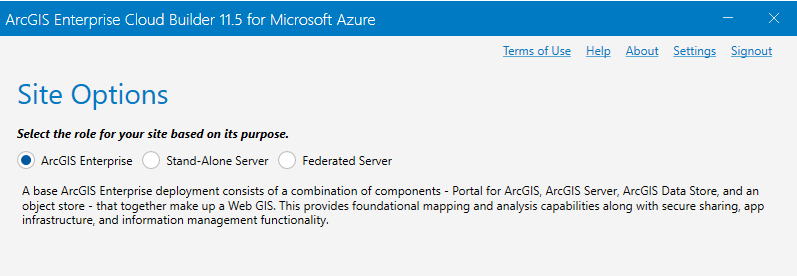 ArcGIS Enterprise Cloud Builder 11.5 for Microsoft Azure
Terms of Use Help About Settings Signout
Site Options
Select the role for your site based on its purpose.
ArcGIS Enterprise Stand-Alone Server Federated Server
A base ArcGIS Enterprise deployment consists of a combination of components - Portal for ArcGIS, ArcGIS Server, ArcGIS Data Store, and an
object store - that together make up a Web GIS. This provides foundational mapping and analysis capabilities along with secure sharing, app
infrastructure, and information management functionality.